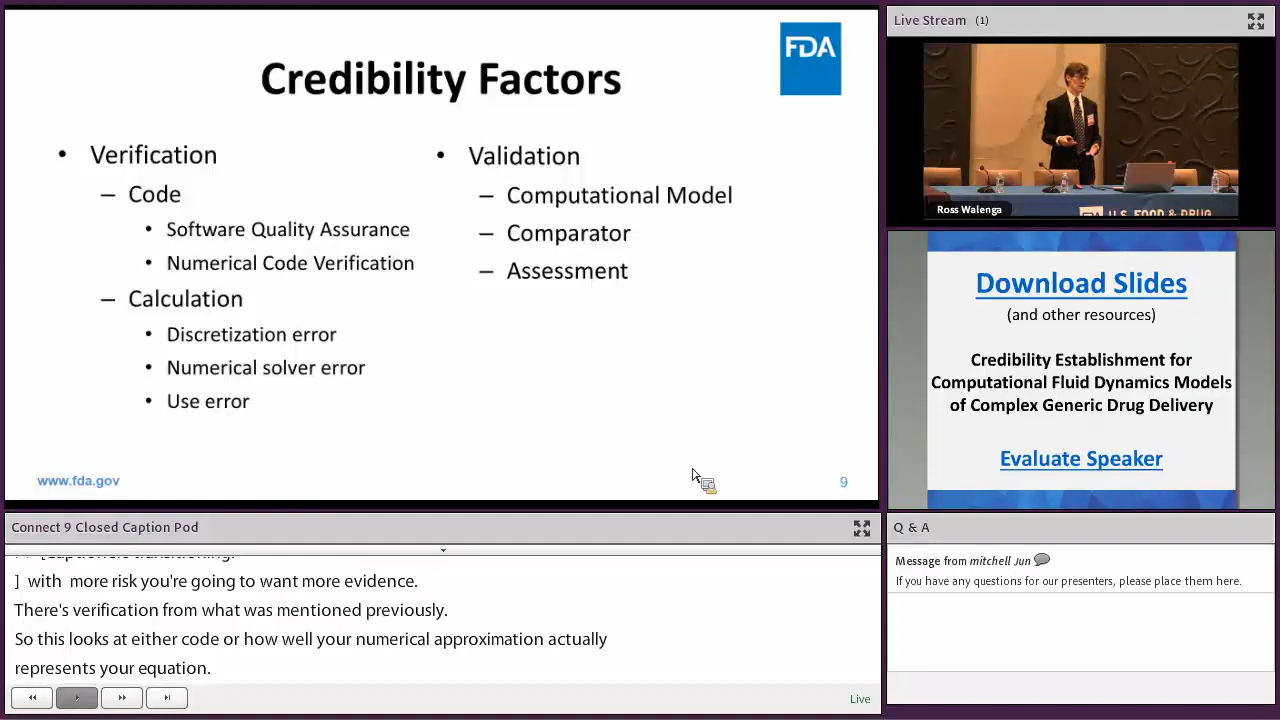 FDA
Credibility Factors
• Verification
– Code
• Software Quality Assurance
• Numerical Code Verification
– Calculation
• Discretization error
• Numerical solver error
• Use error
• Validation
– Computational Model
– Comparator
– Assessment
www.fda.gov
9
Live Stream (1)
Ross Walenga
FDA U.S. FOOD & DRUG
Download Slides
(and other resources)
Credibility Establishment for
Computational Fluid Dynamics Models
of Complex Generic Drug Delivery
Evaluate Speaker
Connect 9 Closed Caption Pod
] with more risk you're going to want more evidence.
There's verification from what was mentioned previously.
So this looks at either code or how well your numerical approximation actually
represents your equation.
Live
Q & A
Message from mitchell Jun
If you have any questions for our presenters, please place them here.